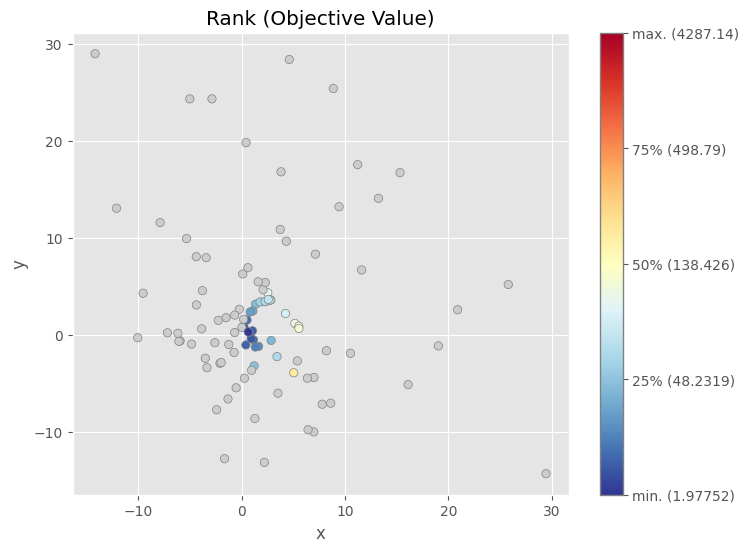 Rank (Objective Value)
30
20
10
0
−10
y
−10
0
10
20
30
x
max. (4287.14)
75% (498.79)
50% (138.426)
25% (48.2319)
min. (1.97752)